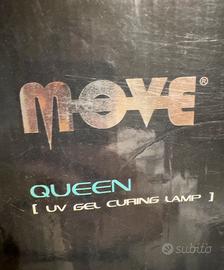 MOVE®
QUEEN
[ UV GEL CURING LAMP ]
subito